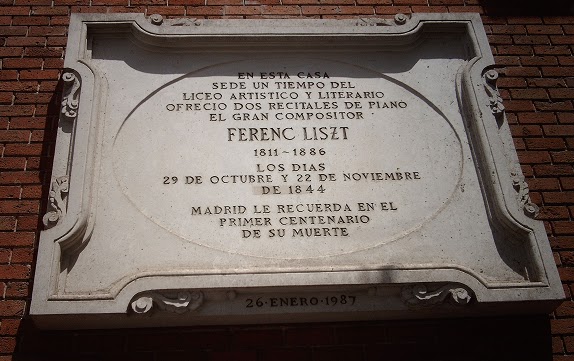 EN ESTA CASA
SEDE UN TIEMPO DEL
LICEO ARTISTICO Y LITERARIO
OFRECIO DOS RECITALES DE PIANO
EL GRAN COMPOSITOR
FERENC LISZT
1811~1886
LOS DIAS
29 DE OCTUBRE Y 22 DE NOVIEMBRE
DE 1844
MADRID LE RECUERDA EN EL
PRIMER CENTENARIO
DE SU MUERTE
26·ENERO·1987